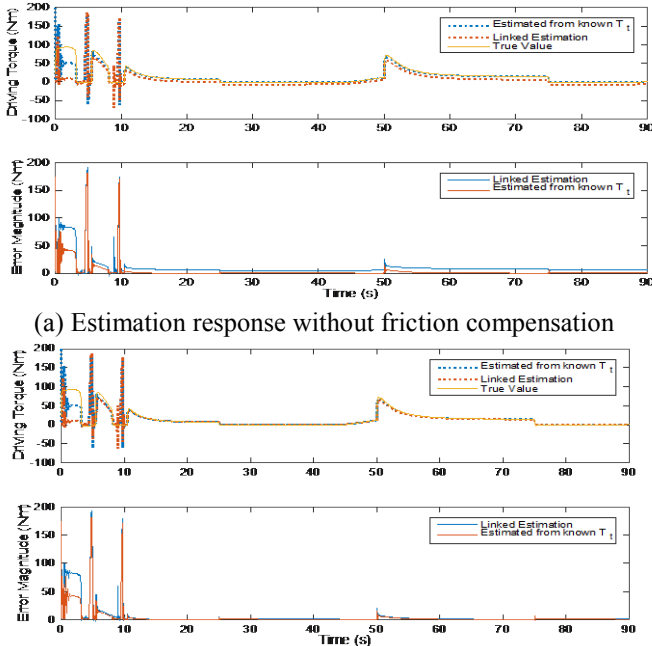 200
150
100
50
0
-50
-100
Driving Torque (Nm)
Estimated from known T t
Linked Estimation
True Value
0 10 20 30 40 50 60 70 80 90
200
150
100
50
0
Error Magnitude (Nm)
Linked Estimation
Estimated from known T t
0 10 20 30 40 50 60 70 80 90
Time (s)
(a) Estimation response without friction compensation
200
150
100
50
0
-50
-100
Driving Torque (Nm)
Estimated from known T t
Linked Estimation
True Value
0 10 20 30 40 50 60 70 80 90
200
150
100
50
0
Error Magnitude (Nm)
Linked Estimation
Estimated from known T t
0 10 20 30 40 50 60 70 80 90
Time (s)